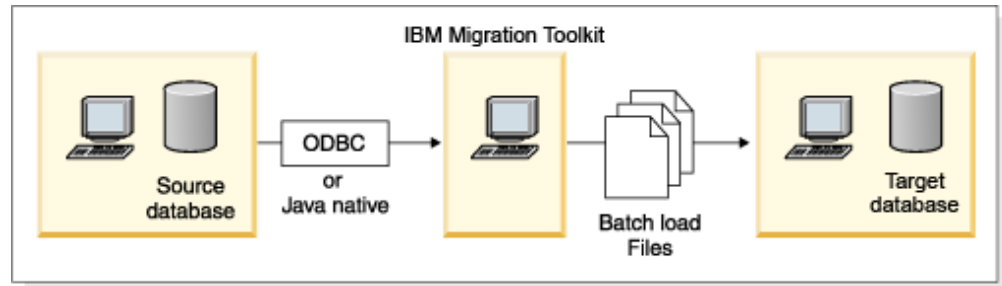 IBM Migration Toolkit
Source
database
ODBC
or
Java native
Batch load
Files
Target
database